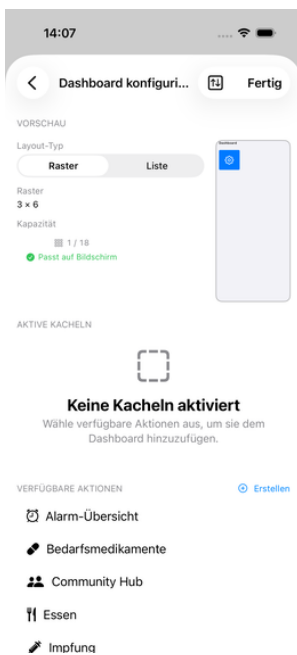 14:07
Dashboard konfiguri...
Fertig
VORSCHAU
Layout-Typ
Raster
Liste
Raster
3 × 6
Kapazität
1 / 18
Passt auf Bildschirm
Dashboard
AKTIVE KACHELN
Keine Kacheln aktiviert
Wähle verfügbare Aktionen aus, um sie dem
Dashboard hinzuzufügen.
VERFÜGBARE AKTIONEN
Erstellen
Alarm-Übersicht
Bedarfsmedikamente
Community Hub
Essen
Impfung